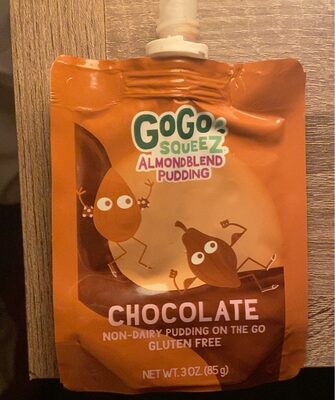 GOGO
SQUEEZ
ALMONDBLEND
PUDDING
CHOCOLATE
NON-DAIRY PUDDING ON THE GO
GLUTEN FREE
NET WT. 3 OZ. (85 g)